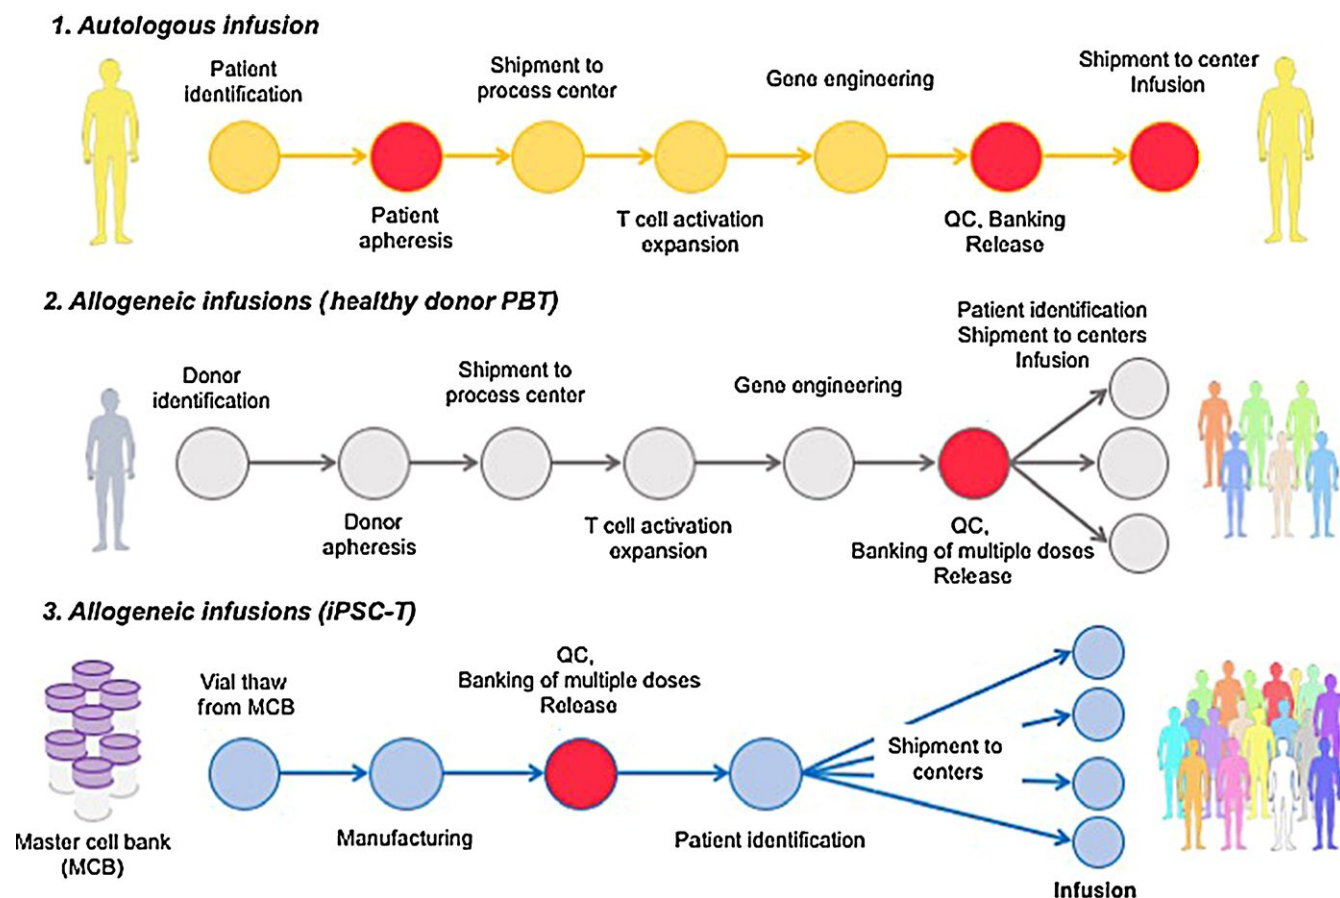 1. Autologous infusion
Patient
identification
Shipment to
process center
Gene engineering
Shipment to center
Infusion
Patient
apheresis
T cell activation
expansion
QC, Banking
Release
2. Allogeneic infusions (healthy donor PBT)
Donor
identification
Shipment to
process center
Gene engineering
Patient identification
Shipment to centers
Infusion
Donor
apheresis
T cell activation
expansion
QC,
Banking of multiple doses
Release
3. Allogeneic infusions (iPSC-T)
Vial thaw
from MCB
QC,
Banking of multiple doses
Release
Shipment to
centers
Master cell bank
(MCB)
Manufacturing
Patient identification
Infusion